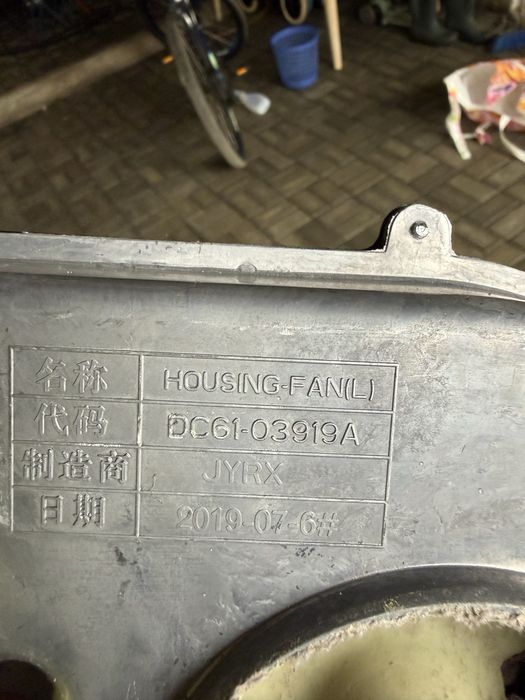 名称 HOUSING-FAN(L)
代码 DC61-03919A
制造商 JYRX
日期 2019-07-6#